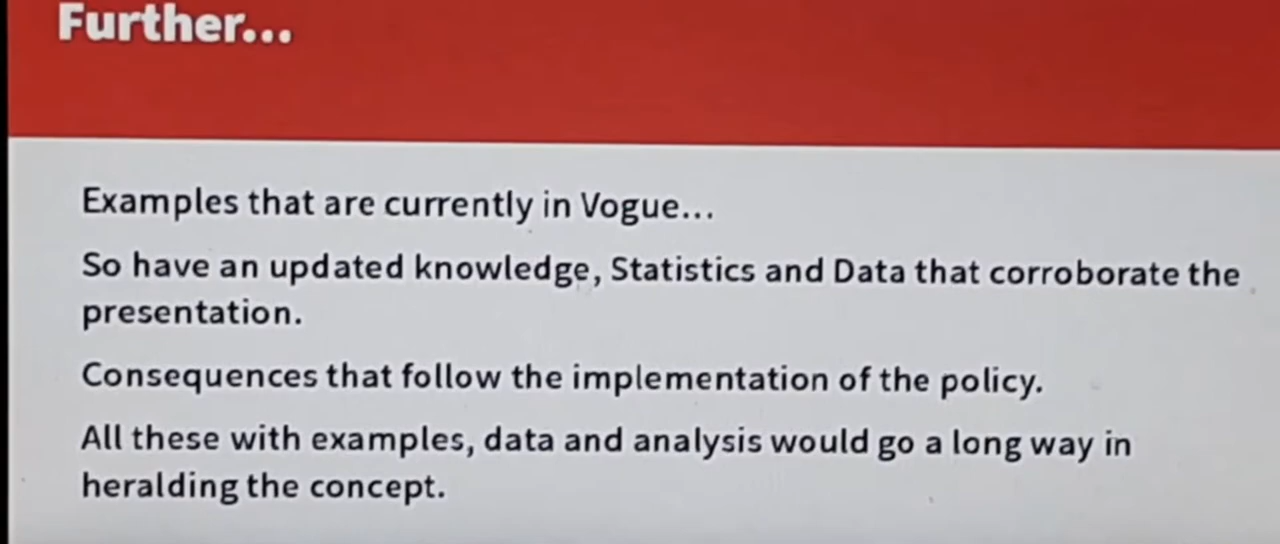 Further...
Examples that are currently in Vogue...
So have an updated knowledge, Statistics and Data that corroborate the
presentation.
Consequences that follow the implementation of the policy.
All these with examples, data and analysis would go a long way in
heralding the concept.